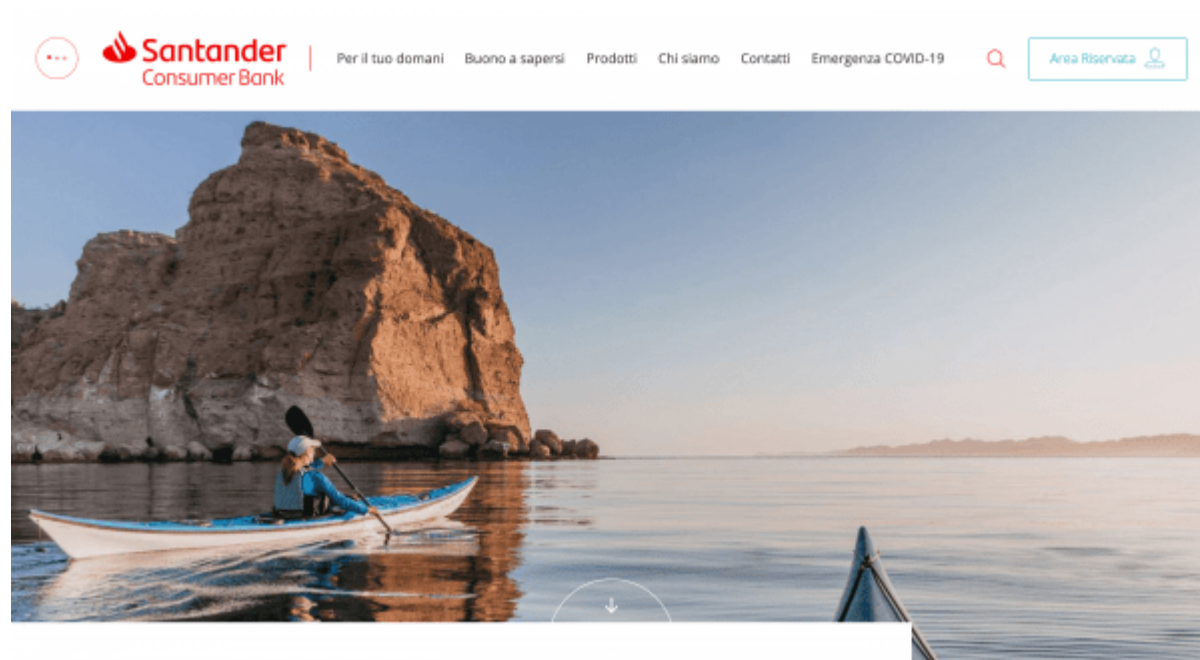 Santander
Consumer Bank
Per il tuo domani Buono a sapersi Prodotti Chi siamo Contatti Emergenza COVID-19 Area Riservata